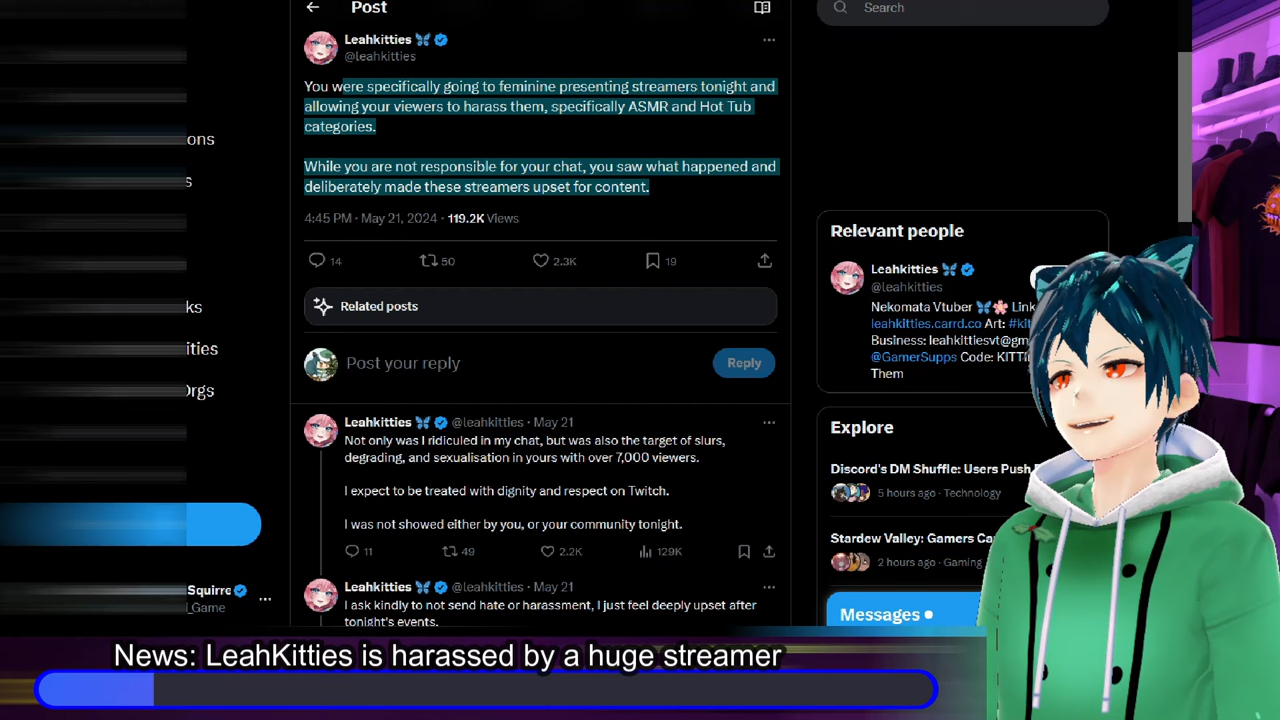 Post
Search
Leahkitties
@leahkitties
You were specifically going to feminine presenting streamers tonight and
allowing your viewers to harass them, specifically ASMR and Hot Tub
categories.
While you are not responsible for your chat, you saw what happened and
deliberately made these streamers upset for content.
4:45 PM · May 21, 2024 · 119.2K Views
14 50 2.3K 19
Related posts
Post your reply
Reply
Leahkitties @leahkitties · May 21
Not only was I ridiculed in my chat, but was also the target of slurs,
degrading, and sexualisation in yours with over 7,000 viewers.
I expect to be treated with dignity and respect on Twitch.
I was not showed either by you, or your community tonight.
11 49 2.2K 129K
Leahkitties @leahkitties · May 21
I ask kindly to not send hate or harassment, I just feel deeply upset after
tonight's events.
ons
s
ks
ities
Orgs
Squirre
_Game
Relevant people
Leahkitties
@leahkitties
Nekomata Vtuber Link
leahkitties.carrd.co Art: #kit
Business: leahkittiesvt@gm
@GamerSupps Code: KITTI
Them
Explore
Discord's DM Shuffle: Users Push
5 hours ago · Technology
Stardew Valley: Gamers Ca
2 hours ago · Gaming
Messages
News: LeahKitties is harassed by a huge streamer